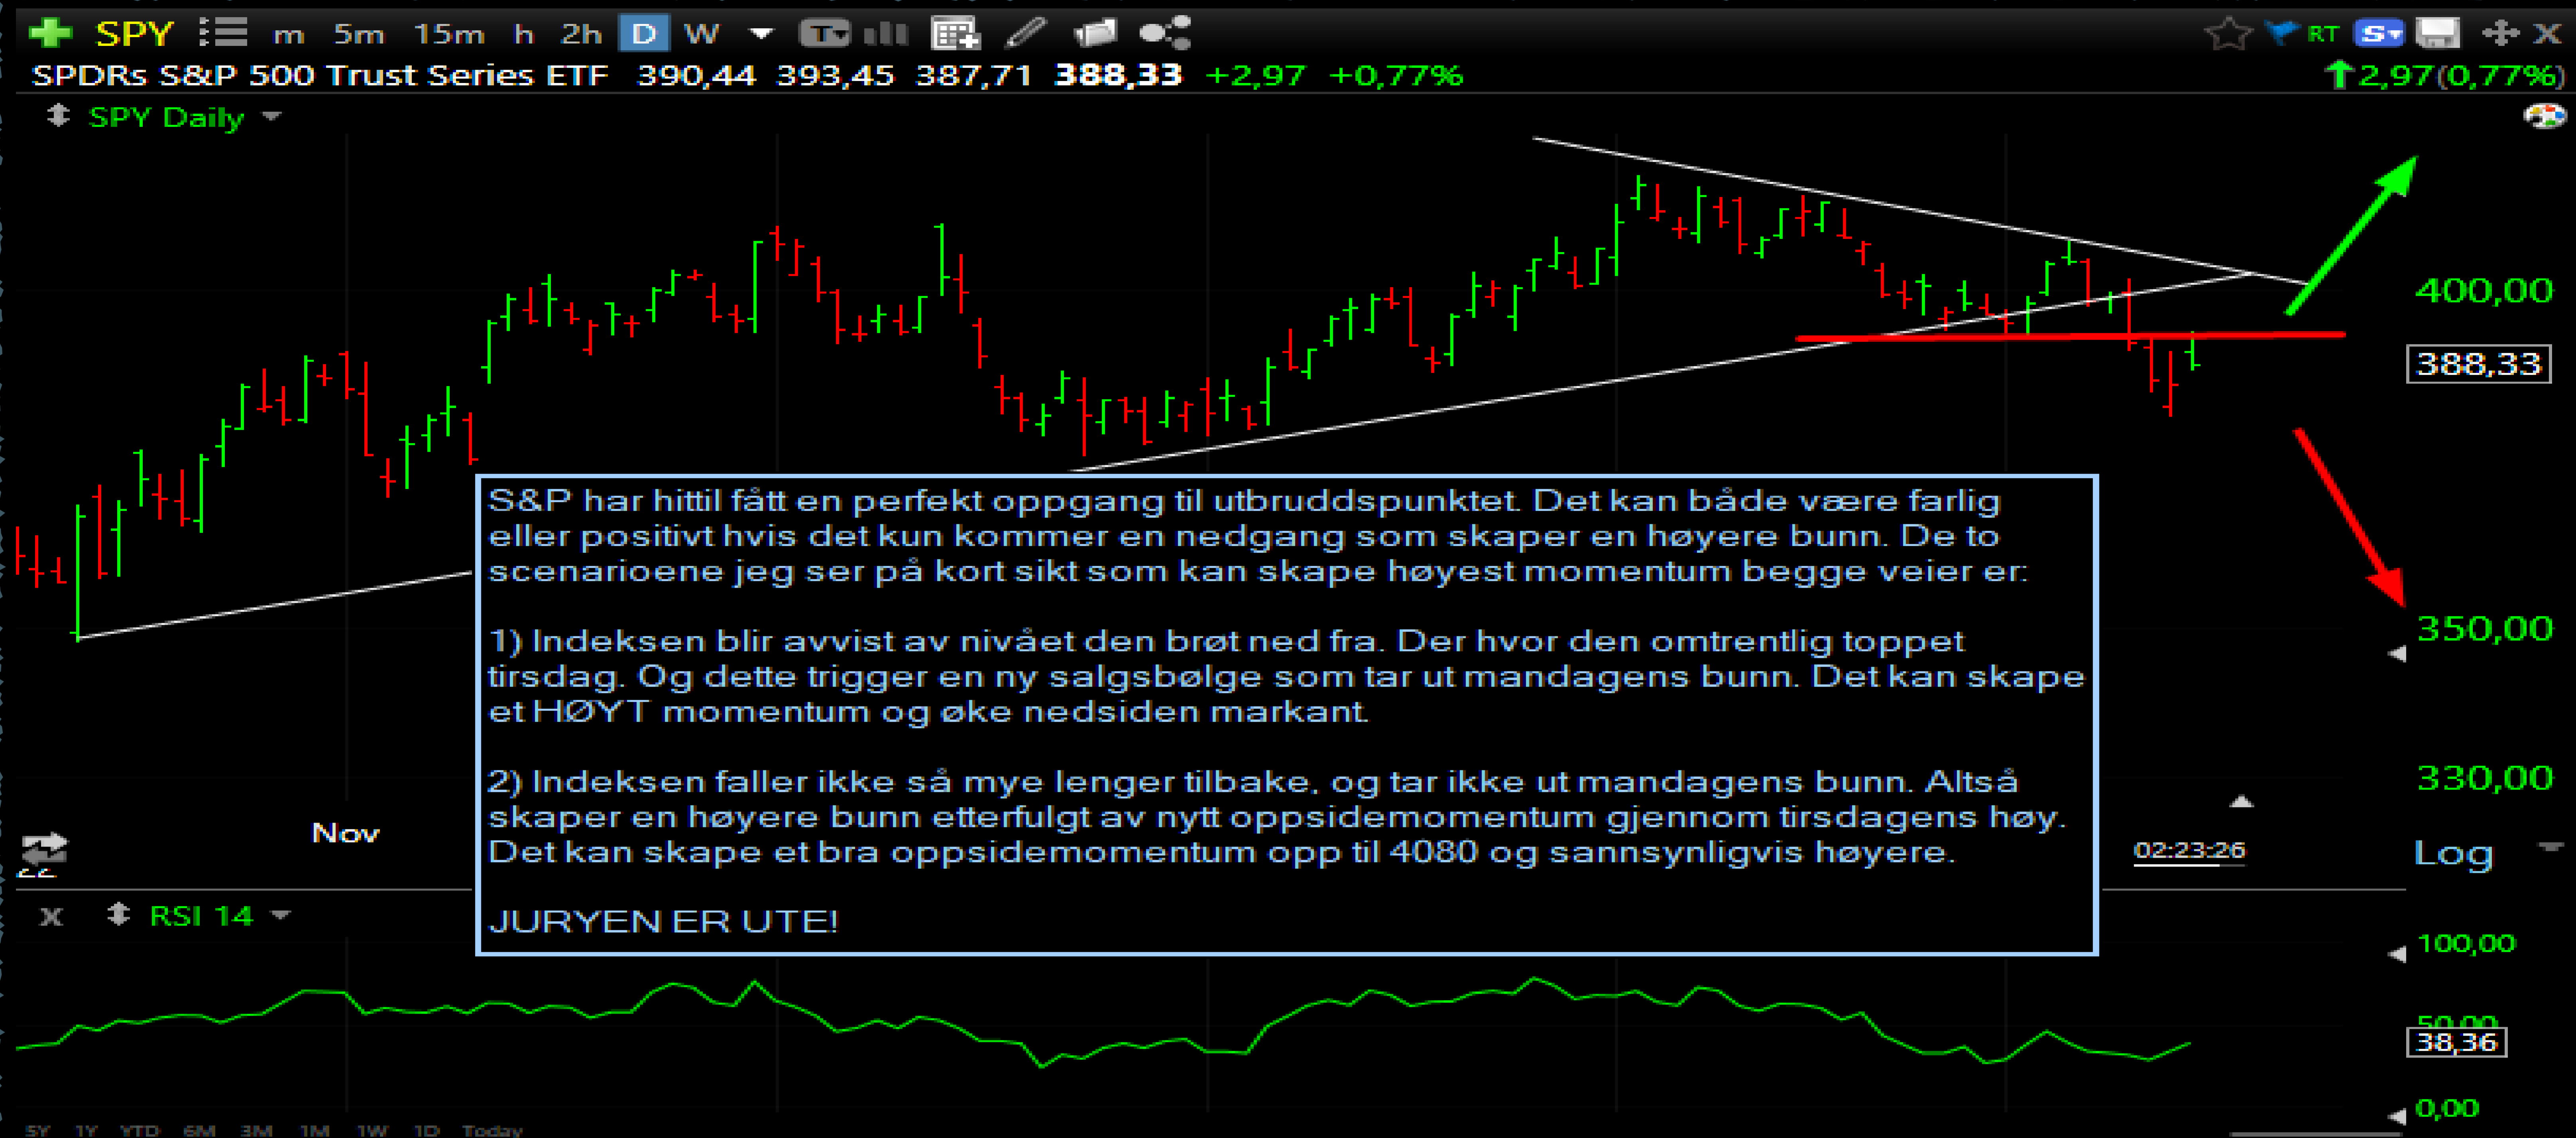 SPY m 5m 15m h 2h D W T RT S
SPDRs S&P 500 Trust Series ETF 390,44 393,45 387,71 388,33 +2,97 +0,77% 2,97(0,77%)
SPY Daily
400,00
388,33
S&P har hittil fått en perfekt oppgang til utbruddspunktet. Det kan både være farlig
eller positivt hvis det kun kommer en nedgang som skaper en høyere bunn. De to
scenarioene jeg ser på kort sikt som kan skape høyest momentum begge veier er:
1) Indeksen blir avvist av nivået den brøt ned fra. Der hvor den omtrentlig toppet
tirsdag. Og dette trigger en ny salgsbølge som tar ut mandagens bunn. Det kan skape
et HØYT momentum og øke nedsiden markant.
350,00
2) Indeksen faller ikke så mye lenger tilbake, og tar ikke ut mandagens bunn. Altså
skaper en høyere bunn etterfulgt av nytt oppsidemomentum gjennom tirsdagens høy.
Det kan skape et bra oppsidemomentum opp til 4080 og sannsynligvis høyere.
330,00
Nov
02:23:26
Log
JURYEN ER UTE!
X RSI 14
100,00
50,00
38,36
0,00
5Y 1Y YTD 6M 3M 1M 1W 1D Today